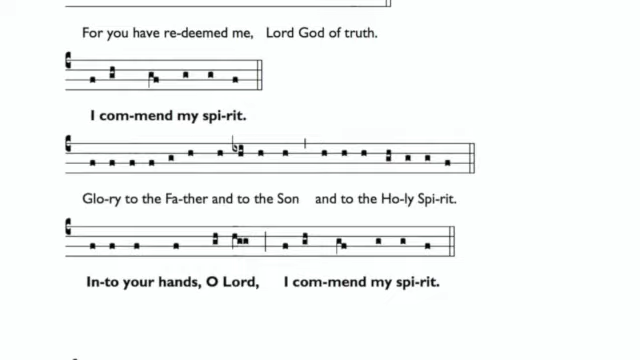 For you have re-deemed me, Lord God of truth.
I com-mend my spi-rit.
Glo-ry to the Fa-ther and to the Son and to the Ho-ly Spi-rit.
In-to your hands, O Lord, I com-mend my spi-rit.